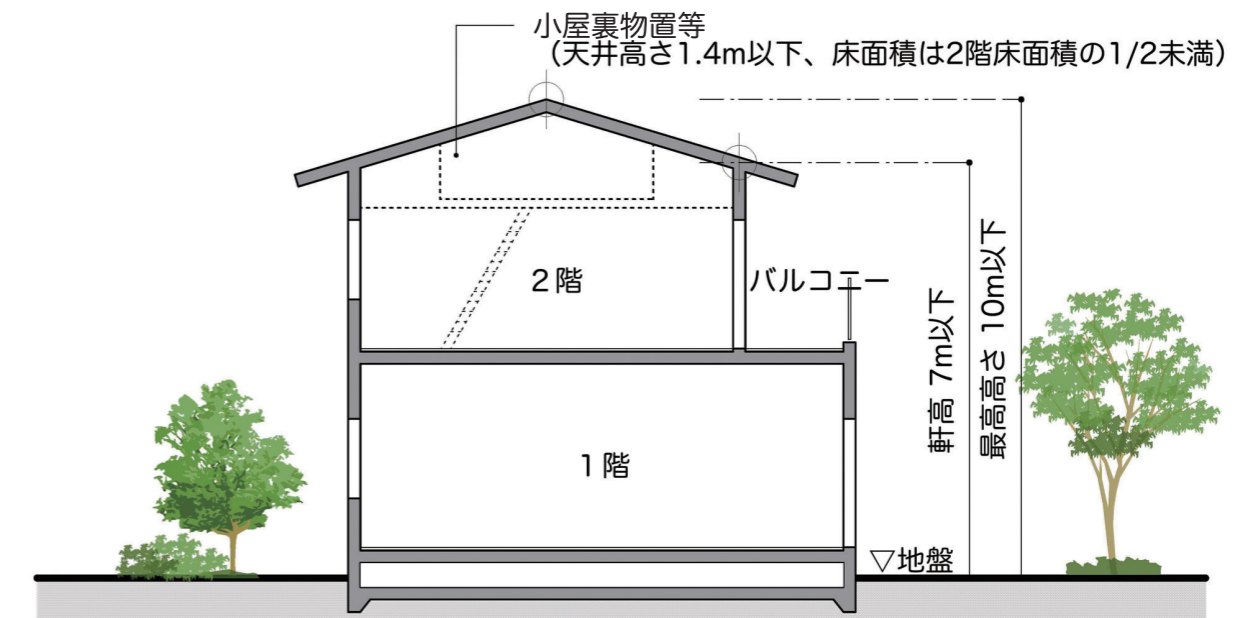 小屋裏物置等
（天井高さ1.4m以下、床面積は2階床面積の1/2未満）
2階
バルコニー
軒高 7m以下
最高高さ 10m以下
1階
▽地盤